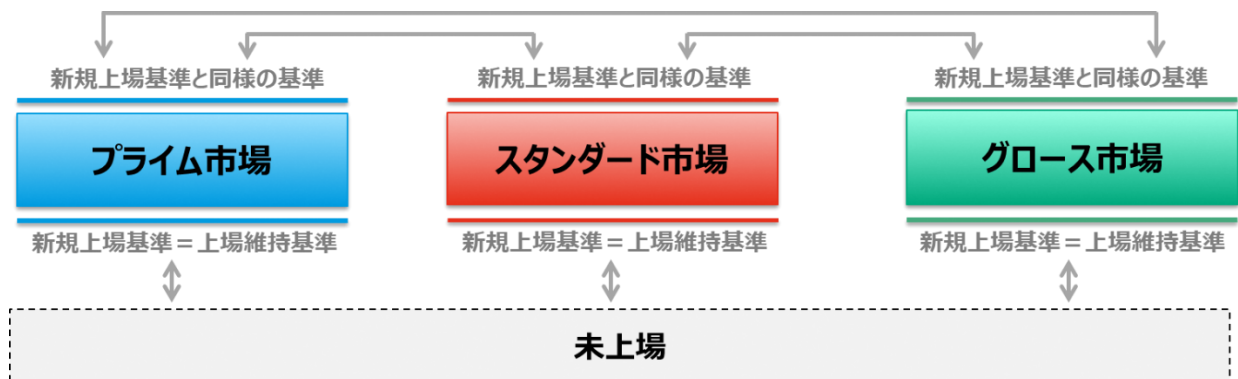 新規上場基準と同様の基準
新規上場基準と同様の基準
新規上場基準と同様の基準
プライム市場
スタンダード市場
グロース市場
新規上場基準＝上場維持基準
新規上場基準＝上場維持基準
新規上場基準＝上場維持基準
未上場